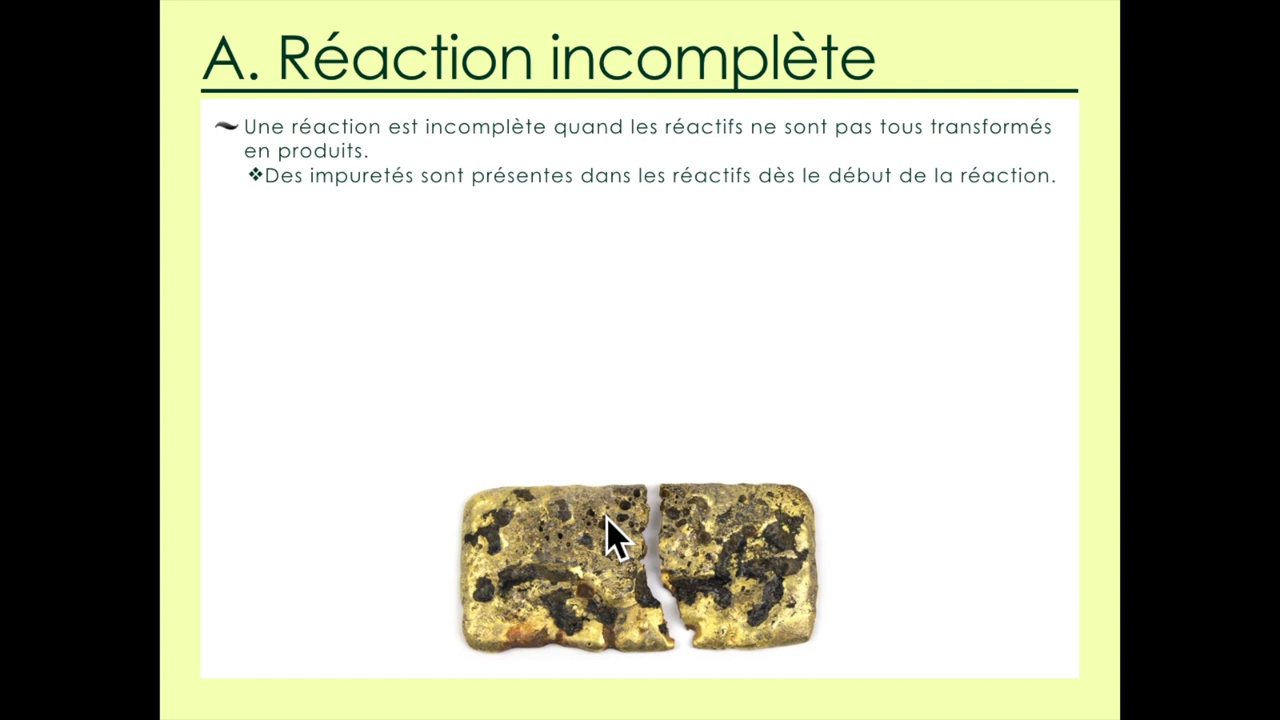 A. Réaction incomplète
Une réaction est incomplète quand les réactifs ne sont pas tous transformés
en produits.
❖Des impuretés sont présentes dans les réactifs dès le début de la réaction.